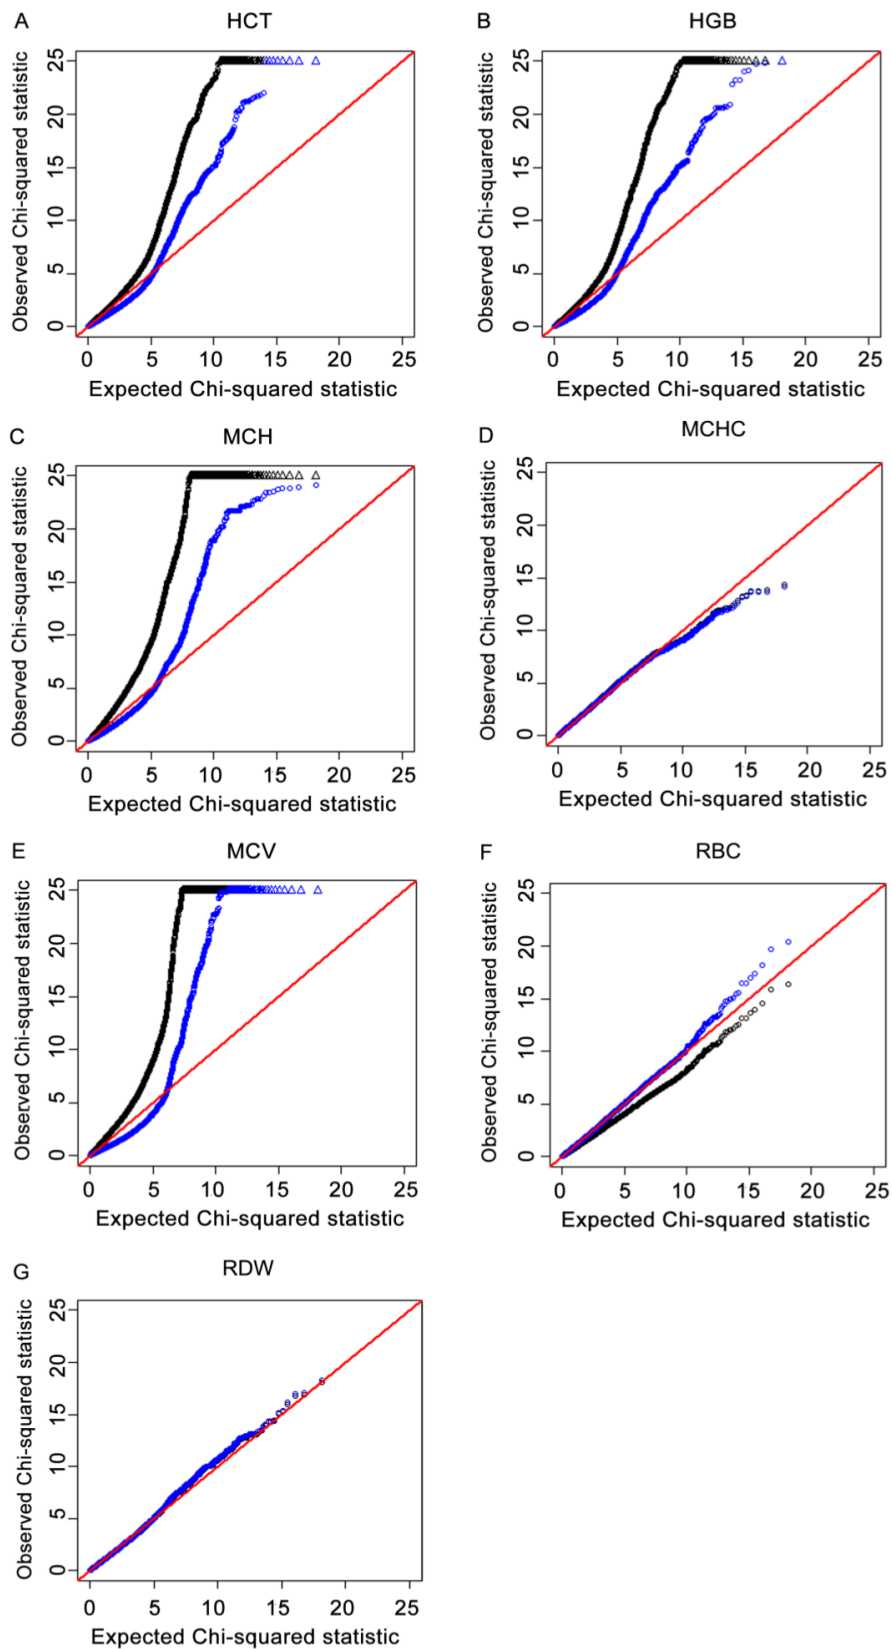 A
HCT
Observed Chi-squared statistic
0 5 10 15 20 25
0 5 10 15 20 25
Expected Chi-squared statistic
B
HGB
Observed Chi-squared statistic
0 5 10 15 20 25
0 5 10 15 20 25
Expected Chi-squared statistic
C
MCH
Observed Chi-squared statistic
0 5 10 15 20 25
0 5 10 15 20 25
Expected Chi-squared statistic
D
MCHC
Observed Chi-squared statistic
0 5 10 15 20 25
0 5 10 15 20 25
Expected Chi-squared statistic
E
MCV
Observed Chi-squared statistic
0 5 10 15 20 25
0 5 10 15 20 25
Expected Chi-squared statistic
F
RBC
Observed Chi-squared statistic
0 5 10 15 20 25
0 5 10 15 20 25
Expected Chi-squared statistic
G
RDW
Observed Chi-squared statistic
0 5 10 15 20 25
0 5 10 15 20 25
Expected Chi-squared statistic